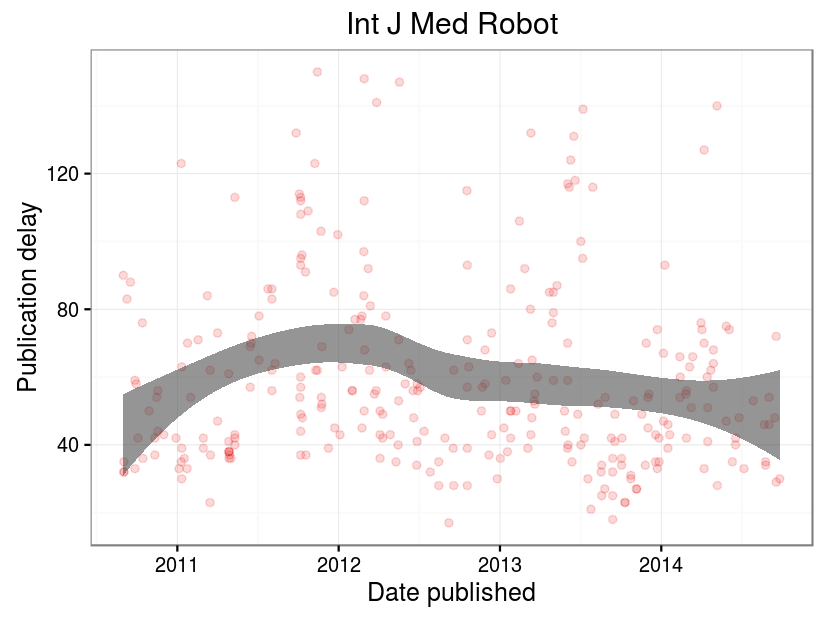 Int J Med Robot
Publication delay
120
80
40
2011 2012 2013 2014
Date published